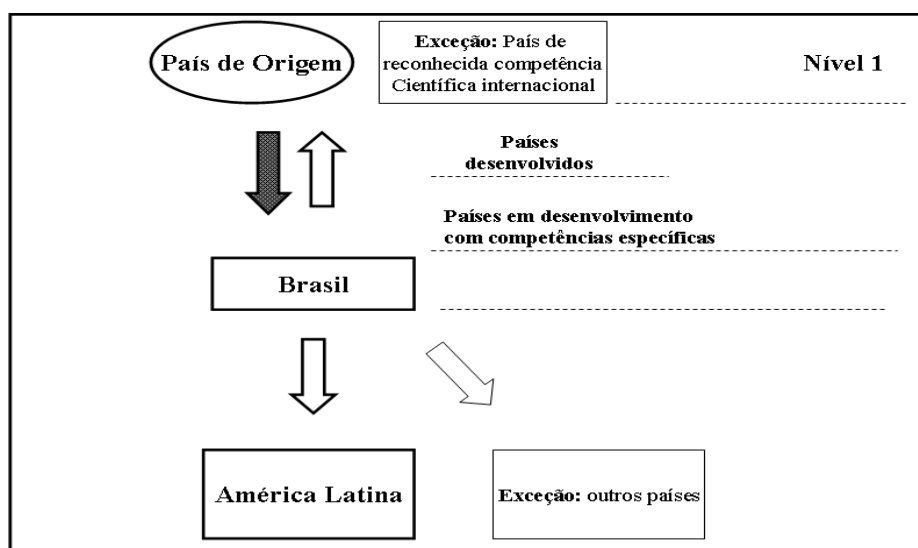 País de Origem
Exceção: País de
reconhecida competência
Científica internacional
Nível 1
Países
desenvolvidos
Países em desenvolvimento
com competências específicas
Brasil
América Latina
Exceção: outros países